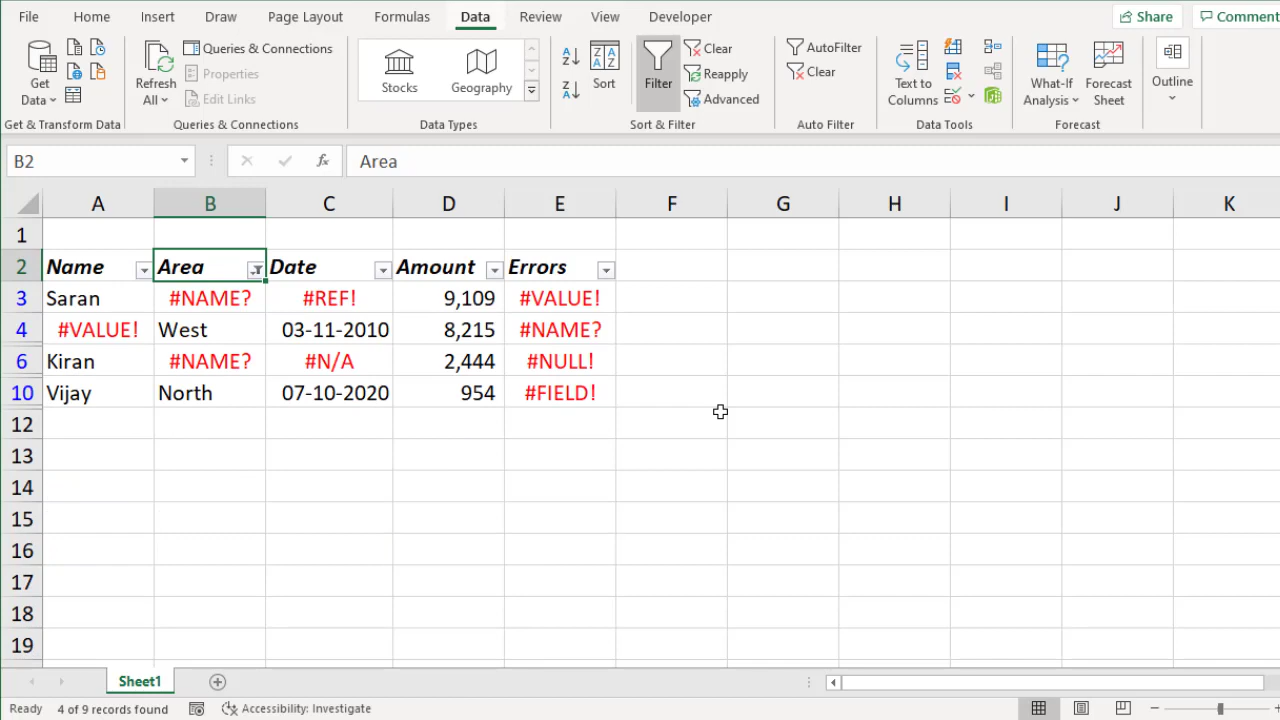 File Home Insert Draw Page Layout Formulas Data Review View Developer Share
Get Data
Refresh All
Queries & Connections
Properties
Edit Links
Stocks
Geography
Sort
Filter
Clear
Reapply
Advanced
AutoFilter
Clear
Text to Columns
What-If Analysis
Forecast Sheet
Outline
Get & Transform Data Queries & Connections Data Types Sort & Filter Auto Filter Data Tools Forecast
B2 fx Area
A B C D E F G H I J K
1
2 Name Area Date Amount Errors
3 Saran #NAME? #REF! 9,109 #VALUE!
4 #VALUE! West 03-11-2010 8,215 #NAME?
6 Kiran #NAME? #N/A 2,444 #NULL!
10 Vijay North 07-10-2020 954 #FIELD!
12
13
14
15
16
17
18
19
Sheet1
Ready 4 of 9 records found Accessibility: Investigate